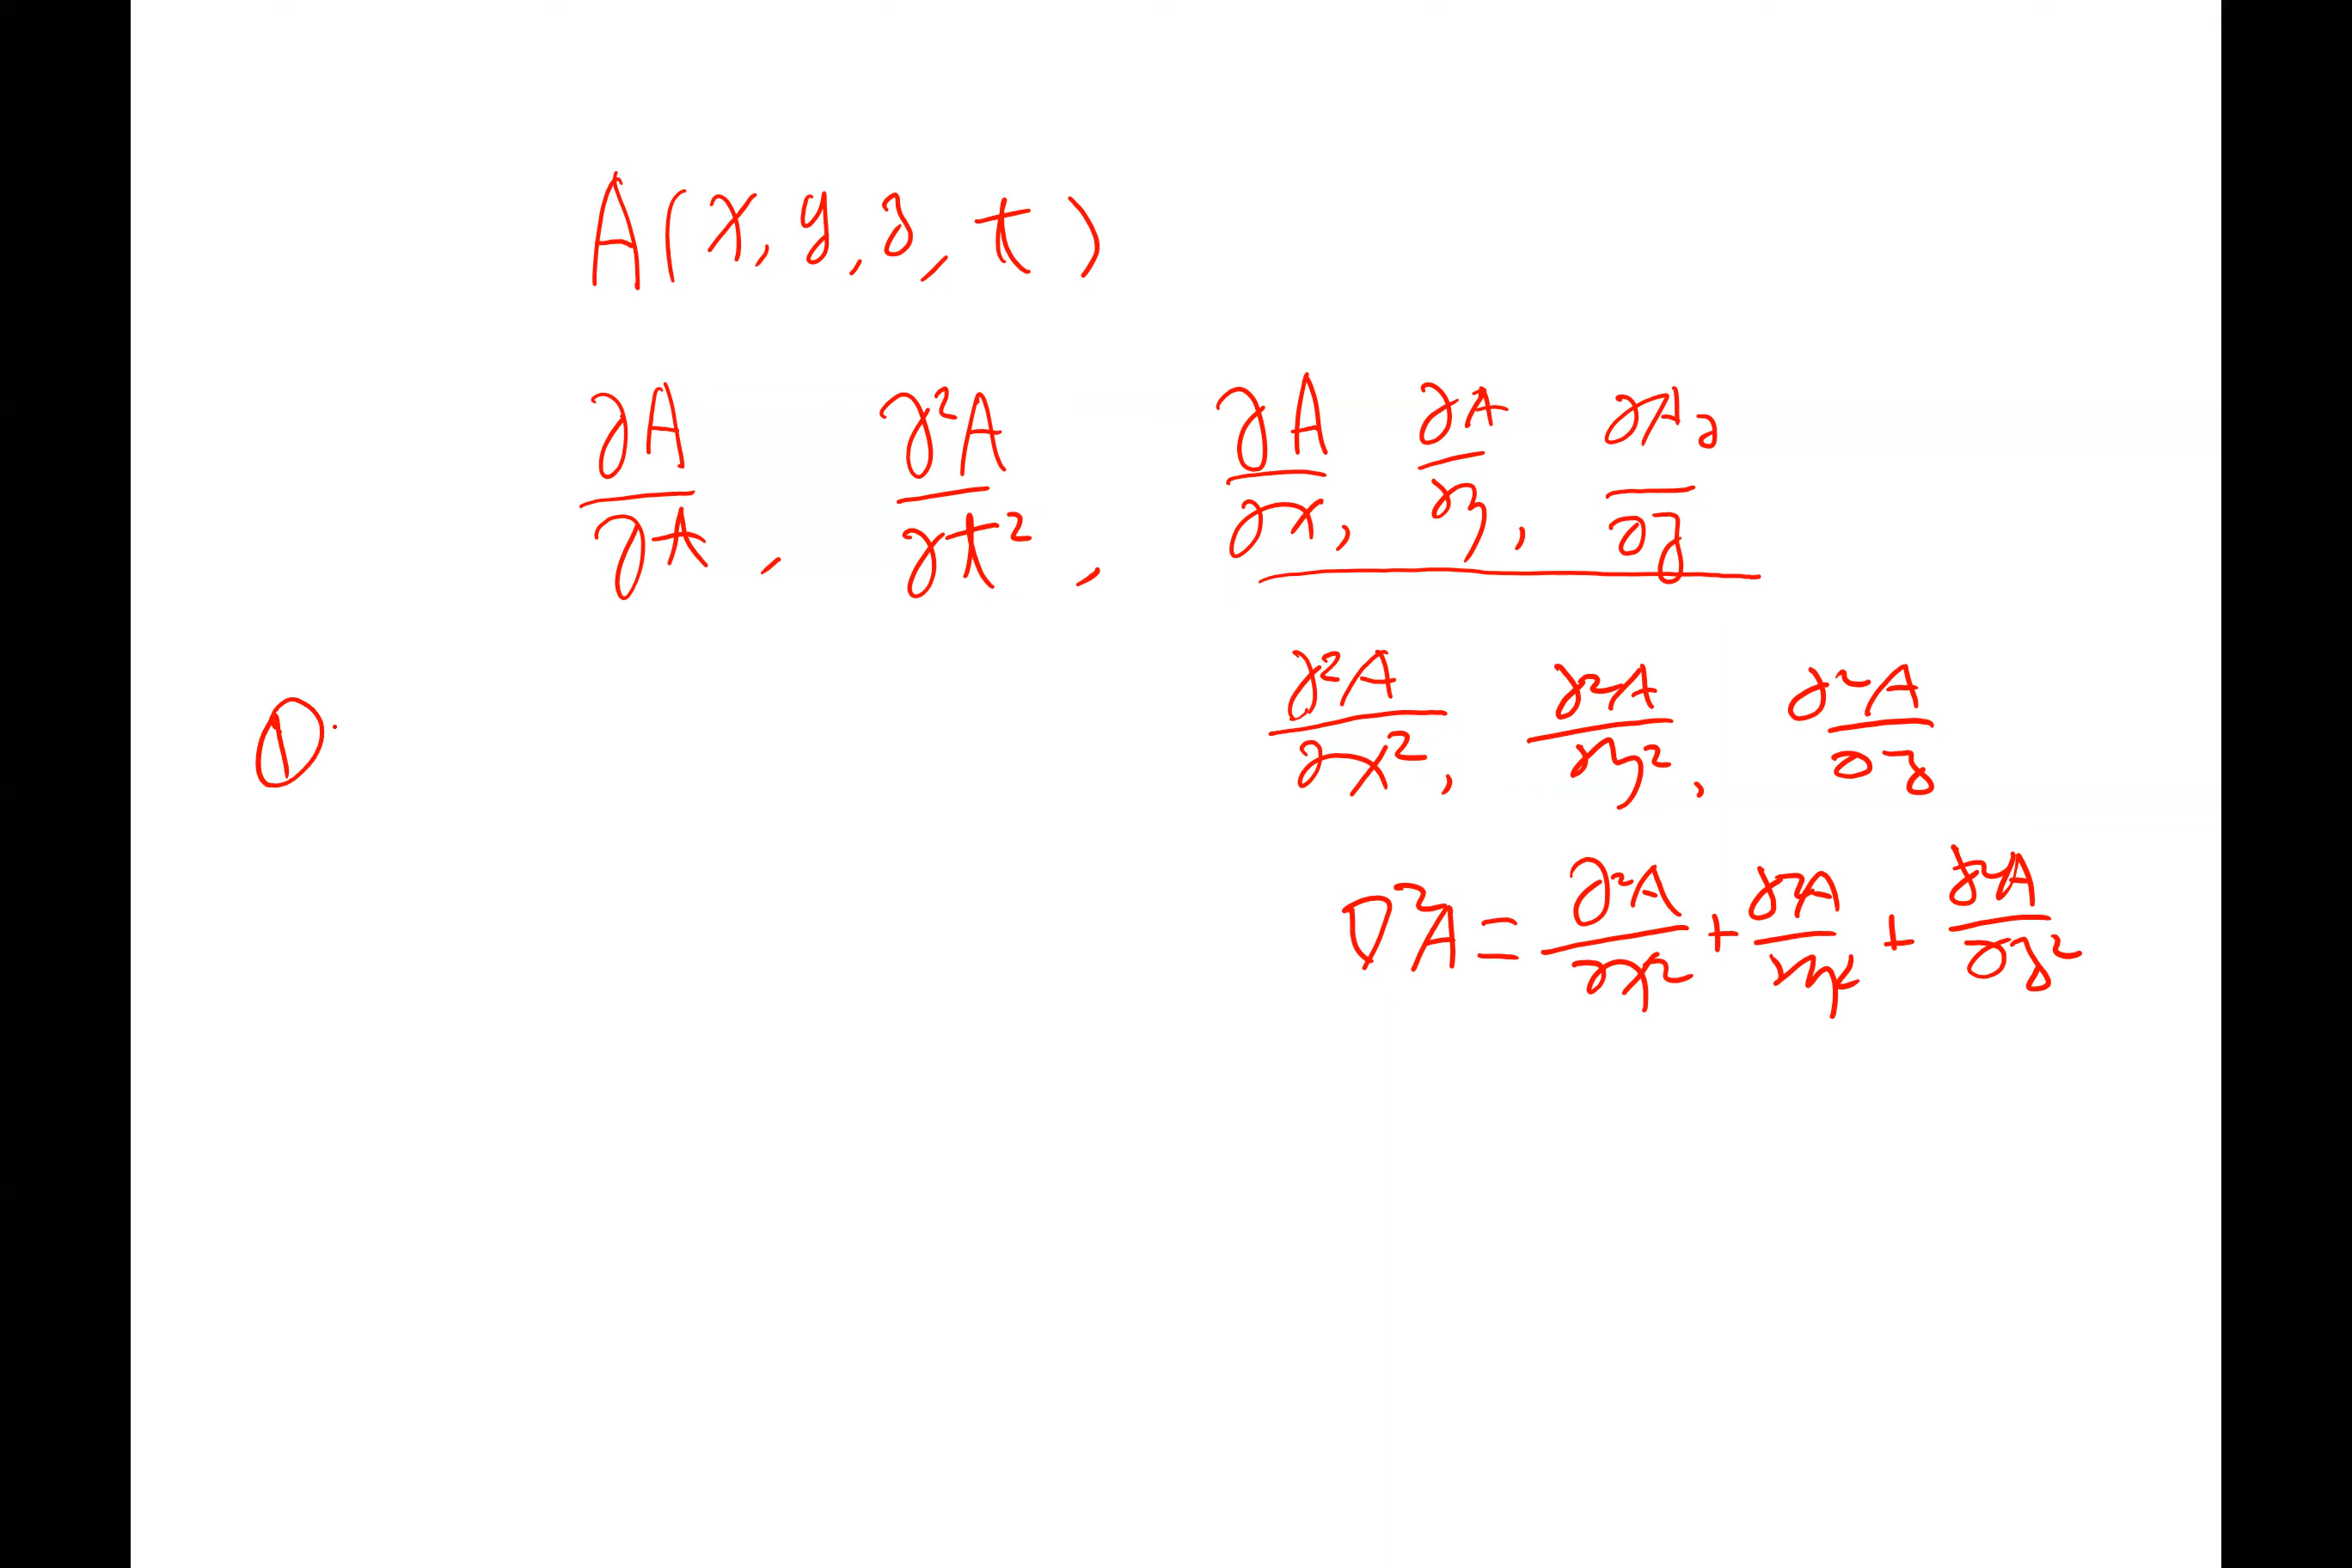 A(x, y, z, t)
∂A/∂t, ∂²A/∂t², ∂A/∂x, ∂A/∂y, ∂A/∂z
①. ∂²A/∂x², ∂²A/∂y², ∂²A/∂z
∇²A = ∂²A/∂x² + ∂²A/∂y² + ∂²A/∂z²